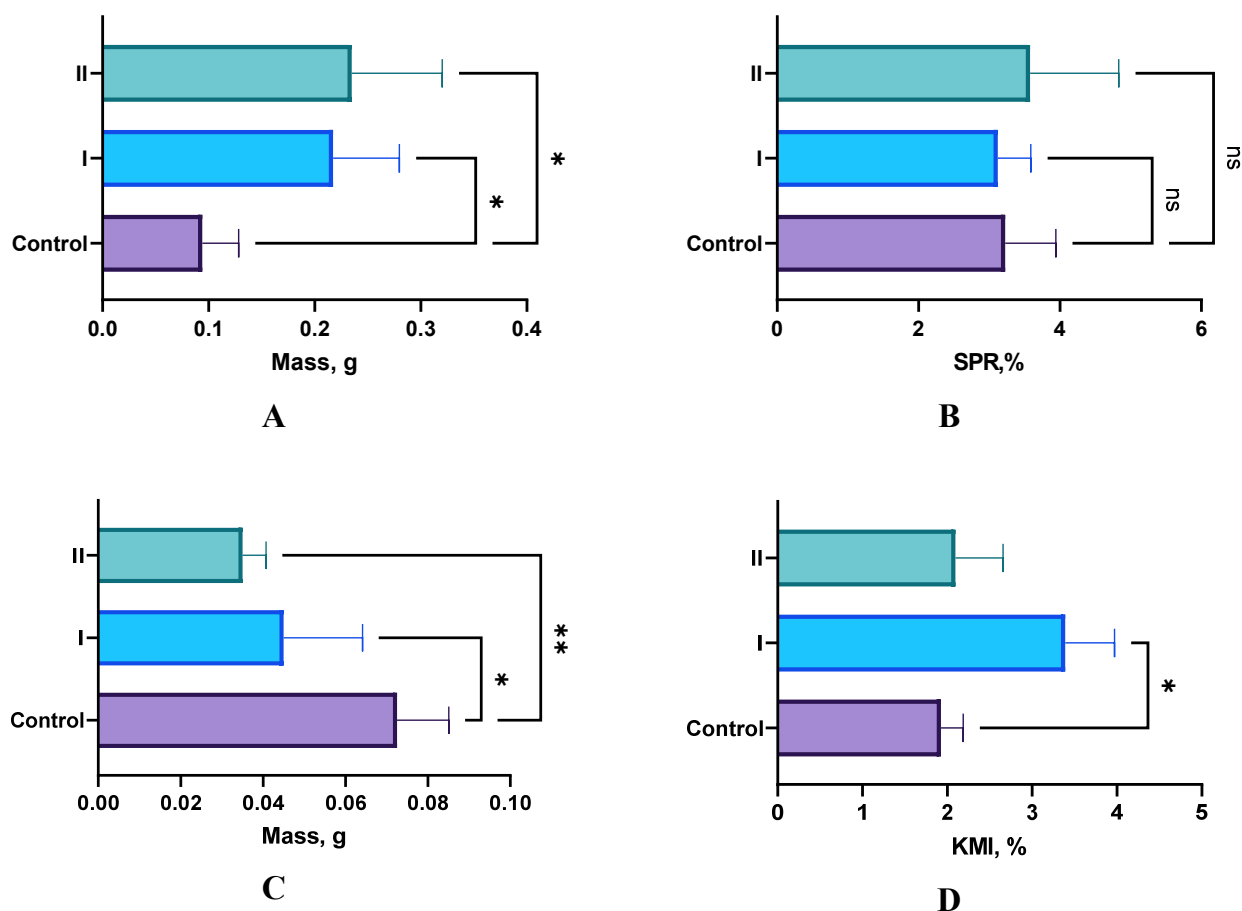 II
I
Control
*
*
0.0 0.1 0.2 0.3 0.4
Mass, g
A
II
I
Control
ns
ns
0 2 4 6
SPR,%
B
II
I
Control
*
**
0.00 0.02 0.04 0.06 0.08 0.10
Mass, g
C
II
I
Control
*
0 1 2 3 4 5
KMI, %
D